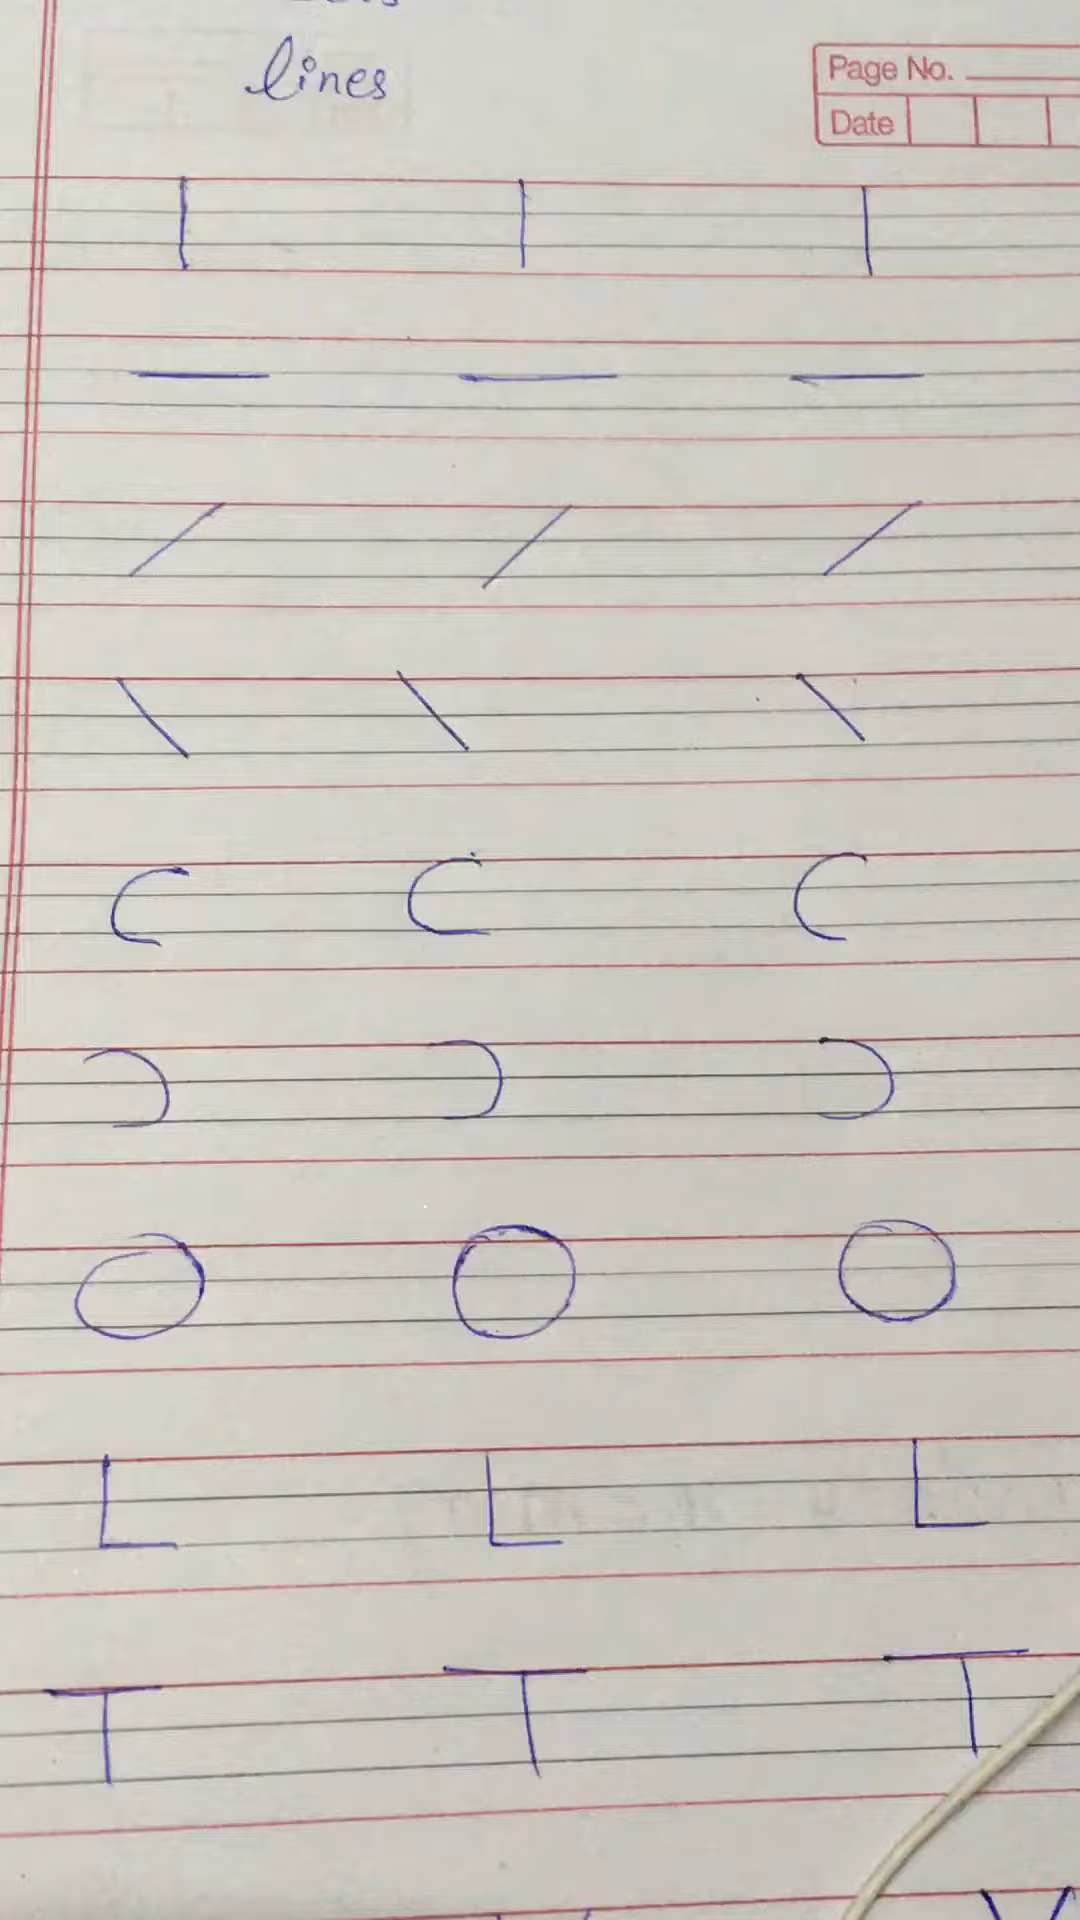 lines
Page No.
Date
| | |
— — —
/ / /
\ \ \
C C C
Ɔ Ɔ Ɔ
O O O
L L L
T T T